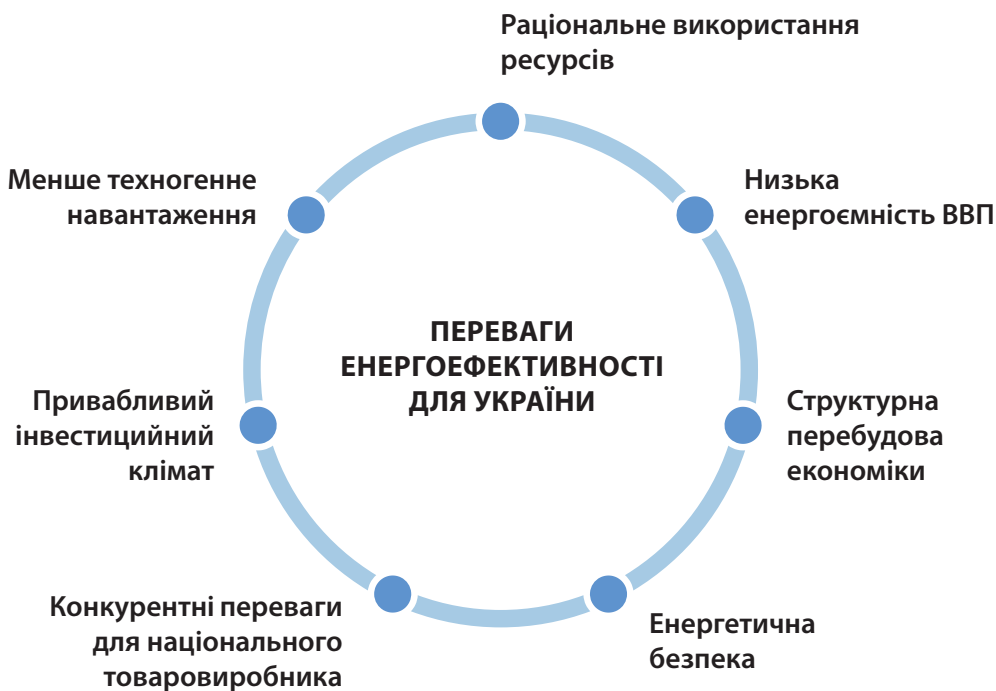 Раціональне використання
ресурсів
Низька
енергоємність ВВП
Структурна
перебудова
економіки
Енергетична
безпека
Конкурентні переваги
для національного
товаровиробника
Привабливий
інвестиційний
клімат
Менше техногенне
навантаження
ПЕРЕВАГИ
ЕНЕРГОЕФЕКТИВНОСТІ
ДЛЯ УКРАЇНИ